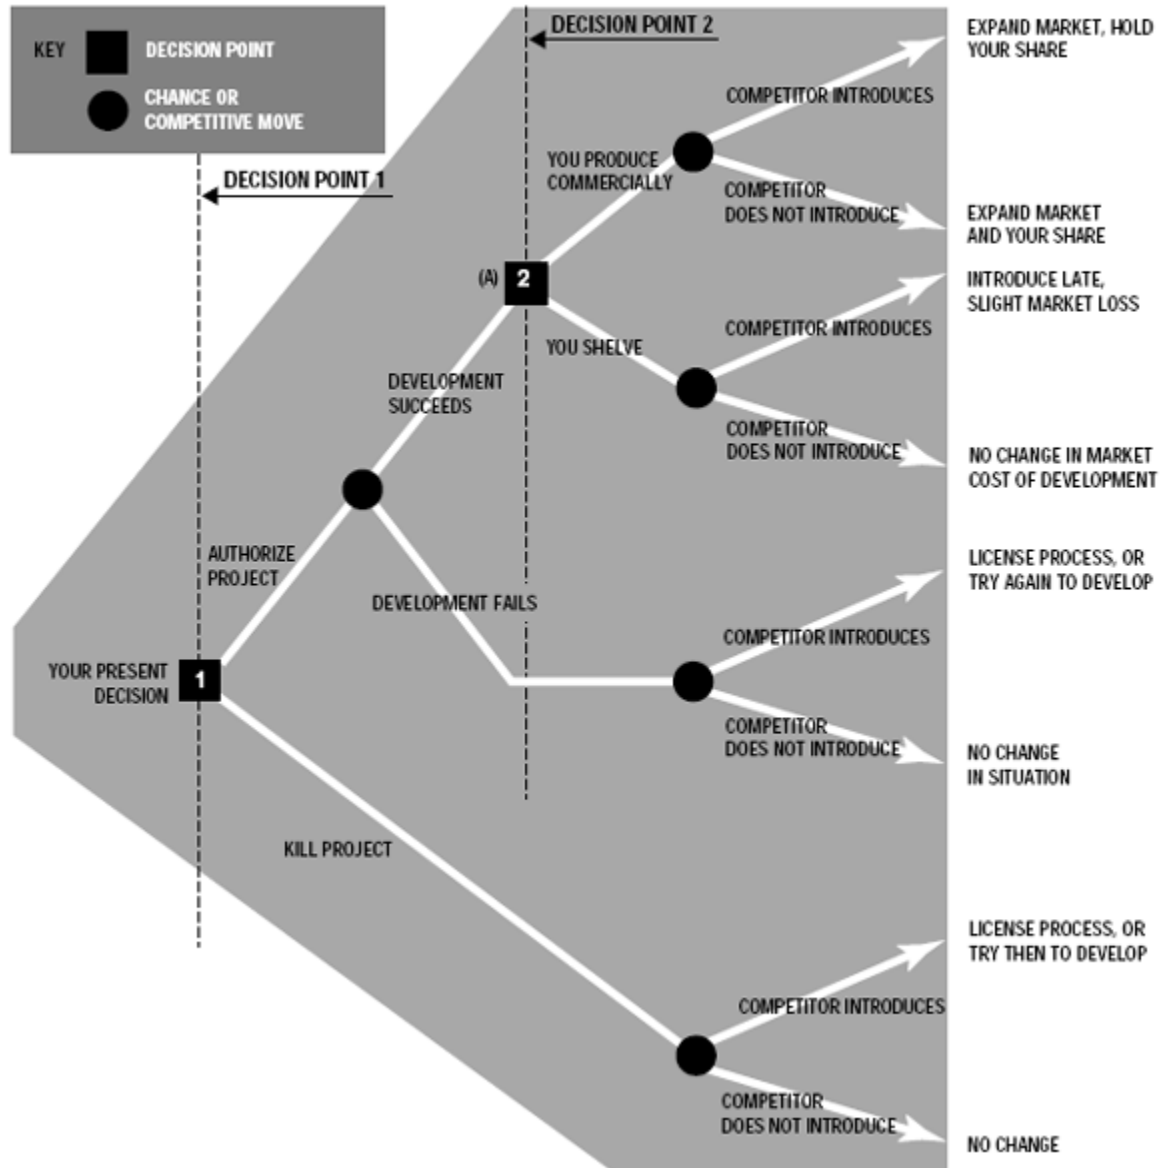 KEY
DECISION POINT
CHANCE OR
COMPETITIVE MOVE
DECISION POINT 1
DECISION POINT 2
EXPAND MARKET, HOLD
YOUR SHARE
COMPETITOR INTRODUCES
YOU PRODUCE
COMMERCIALLY
COMPETITOR
DOES NOT INTRODUCE
EXPAND MARKET
AND YOUR SHARE
(A)
2
INTRODUCE LATE,
SLIGHT MARKET LOSS
COMPETITOR INTRODUCES
YOU SHELVE
DEVELOPMENT
SUCCEEDS
COMPETITOR
DOES NOT INTRODUCE
NO CHANGE IN MARKET
COST OF DEVELOPMENT
AUTHORIZE
PROJECT
DEVELOPMENT FAILS
LICENSE PROCESS, OR
TRY AGAIN TO DEVELOP
COMPETITOR INTRODUCES
YOUR PRESENT
DECISION
1
COMPETITOR
DOES NOT INTRODUCE
NO CHANGE
IN SITUATION
KILL PROJECT
LICENSE PROCESS, OR
TRY THEN TO DEVELOP
COMPETITOR INTRODUCES
COMPETITOR
DOES NOT INTRODUCE
NO CHANGE